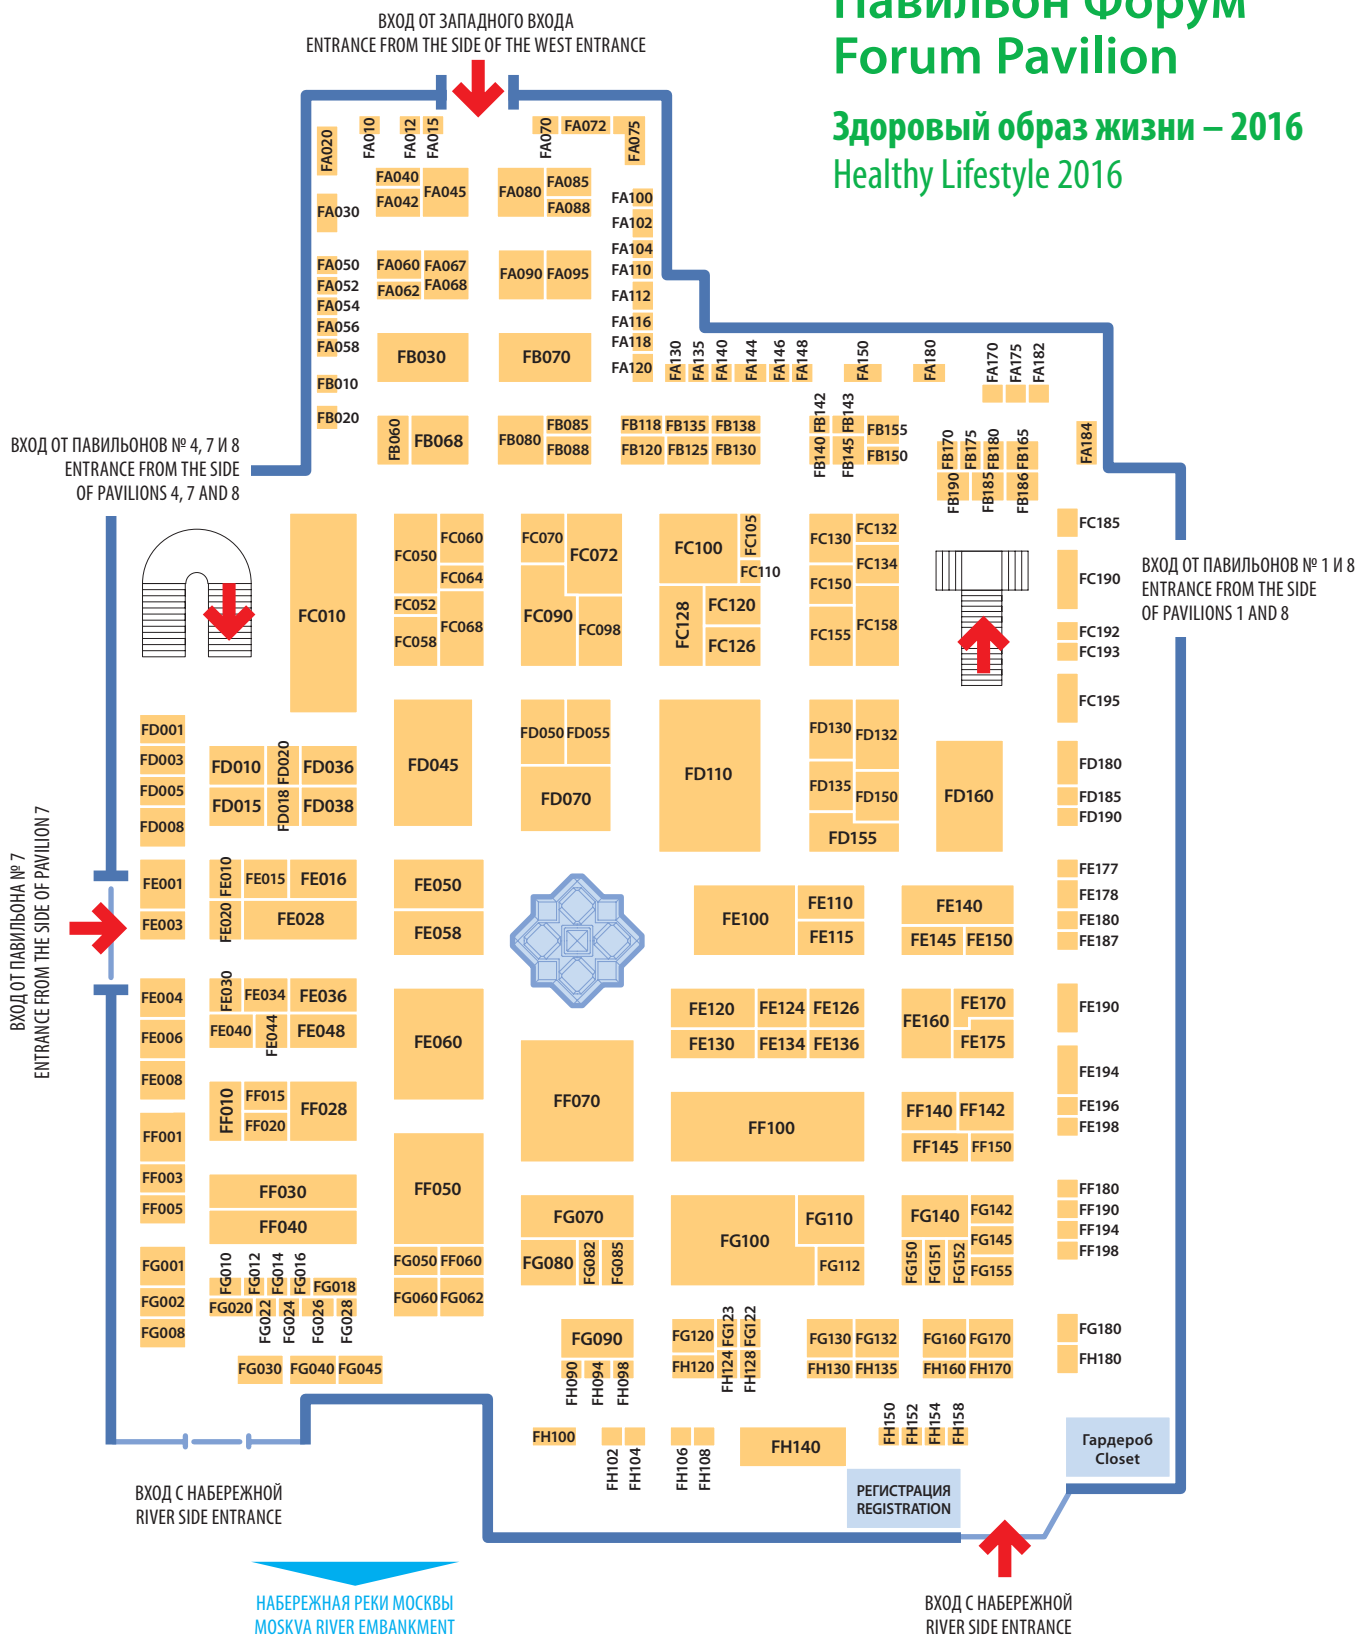 Павильон Форум
Forum Pavilion
Здоровый образ жизни – 2016
Healthy Lifestyle 2016
ВХОД ОТ ЗАПАДНОГО ВХОДА
ENTRANCE FROM THE SIDE OF THE WEST ENTRANCE
FA010
FA012
FA015
FA020
FA070
FA072
FA075
FA040
FA042
FA045
FA080
FA085
FA088
FA030
FA100
FA102
FA104
FA110
FA112
FA116
FA118
FA120
FA050
FA052
FA054
FA056
FA058
FA060
FA067
FA062
FA068
FA090
FA095
FB030
FB070
FB010
FB020
FA130
FA135
FA140
FA144
FA146
FA148
FA150
FA180
FA170
FA175
FA182
FA184
FB060
FB068
FB080
FB085
FB088
FB118
FB135
FB138
FB120
FB125
FB130
FB142
FB143
FB140
FB145
FB155
FB150
FB170
FB175
FB180
FB165
FB190
FB185
FB186
ВХОД ОТ ПАВИЛЬОНОВ № 4, 7 И 8
ENTRANCE FROM THE SIDE
OF PAVILIONS 4, 7 AND 8
FC010
FC050
FC060
FC064
FC052
FC058
FC068
FC070
FC072
FC090
FC098
FC100
FC105
FC110
FC128
FC120
FC126
FC130
FC132
FC134
FC150
FC155
FC158
FC185
FC190
FC192
FC193
FC195
ВХОД ОТ ПАВИЛЬОНОВ № 1 И 8
ENTRANCE FROM THE SIDE
OF PAVILIONS 1 AND 8
FD001
FD003
FD005
FD008
FD010
FD020
FD036
FD015
FD018
FD038
FD045
FD050
FD055
FD070
FD110
FD130
FD132
FD135
FD150
FD155
FD160
FD180
FD185
FD190
ВХОД ОТ ПАВИЛЬОНА № 7
ENTRANCE FROM THE SIDE OF PAVILION 7
FE001
FE003
FE010
FE015
FE016
FE020
FE028
FE050
FE058
FE100
FE110
FE115
FE140
FE145
FE150
FE177
FE178
FE180
FE187
FE004
FE006
FE008
FE030
FE034
FE036
FE040
FE044
FE048
FE060
FE120
FE124
FE126
FE130
FE134
FE136
FE160
FE170
FE175
FE190
FE194
FE196
FE198
FF001
FF003
FF005
FF010
FF015
FF020
FF028
FF030
FF040
FF050
FF070
FF100
FF140
FF142
FF145
FF150
FF180
FF190
FF194
FF198
FG001
FG002
FG008
FG010
FG012
FG014
FG016
FG018
FG020
FG022
FG024
FG026
FG028
FG030
FG040
FG045
FG050
FF060
FG060
FG062
FG070
FG080
FG082
FG085
FG090
FH090
FH094
FH098
FG100
FG110
FG112
FG140
FG142
FG145
FG150
FG151
FG152
FG155
FG120
FG123
FG122
FH120
FH124
FH128
FG130
FG132
FH130
FH135
FG160
FG170
FH160
FH170
FG180
FH180
FH100
FH102
FH104
FH106
FH108
FH140
FH150
FH152
FH154
FH158
Гардероб
Closet
РЕГИСТРАЦИЯ
REGISTRATION
ВХОД С НАБЕРЕЖНОЙ
RIVER SIDE ENTRANCE
НАБЕРЕЖНАЯ РЕКИ МОСКВЫ
MOSKVA RIVER EMBANKMENT
ВХОД С НАБЕРЕЖНОЙ
RIVER SIDE ENTRANCE